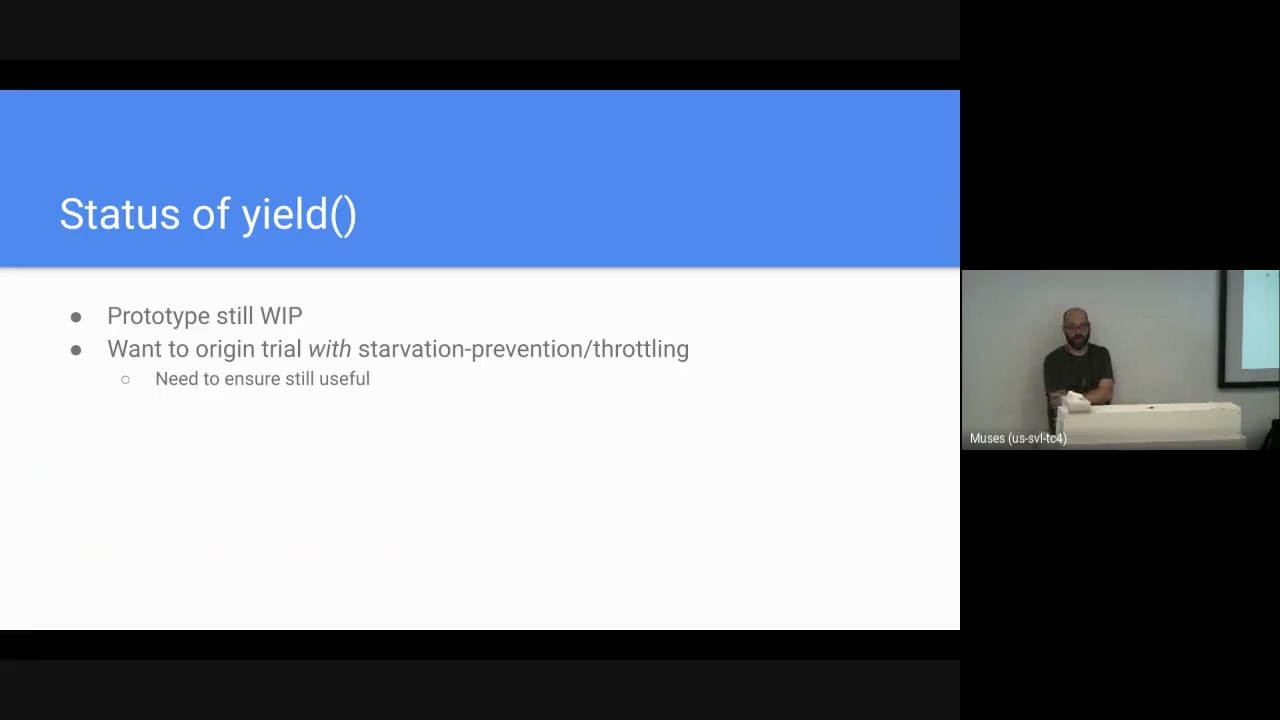 Status of yield()
● Prototype still WIP
● Want to origin trial with starvation-prevention/throttling
○ Need to ensure still useful
Muses (us-svl-tc4)